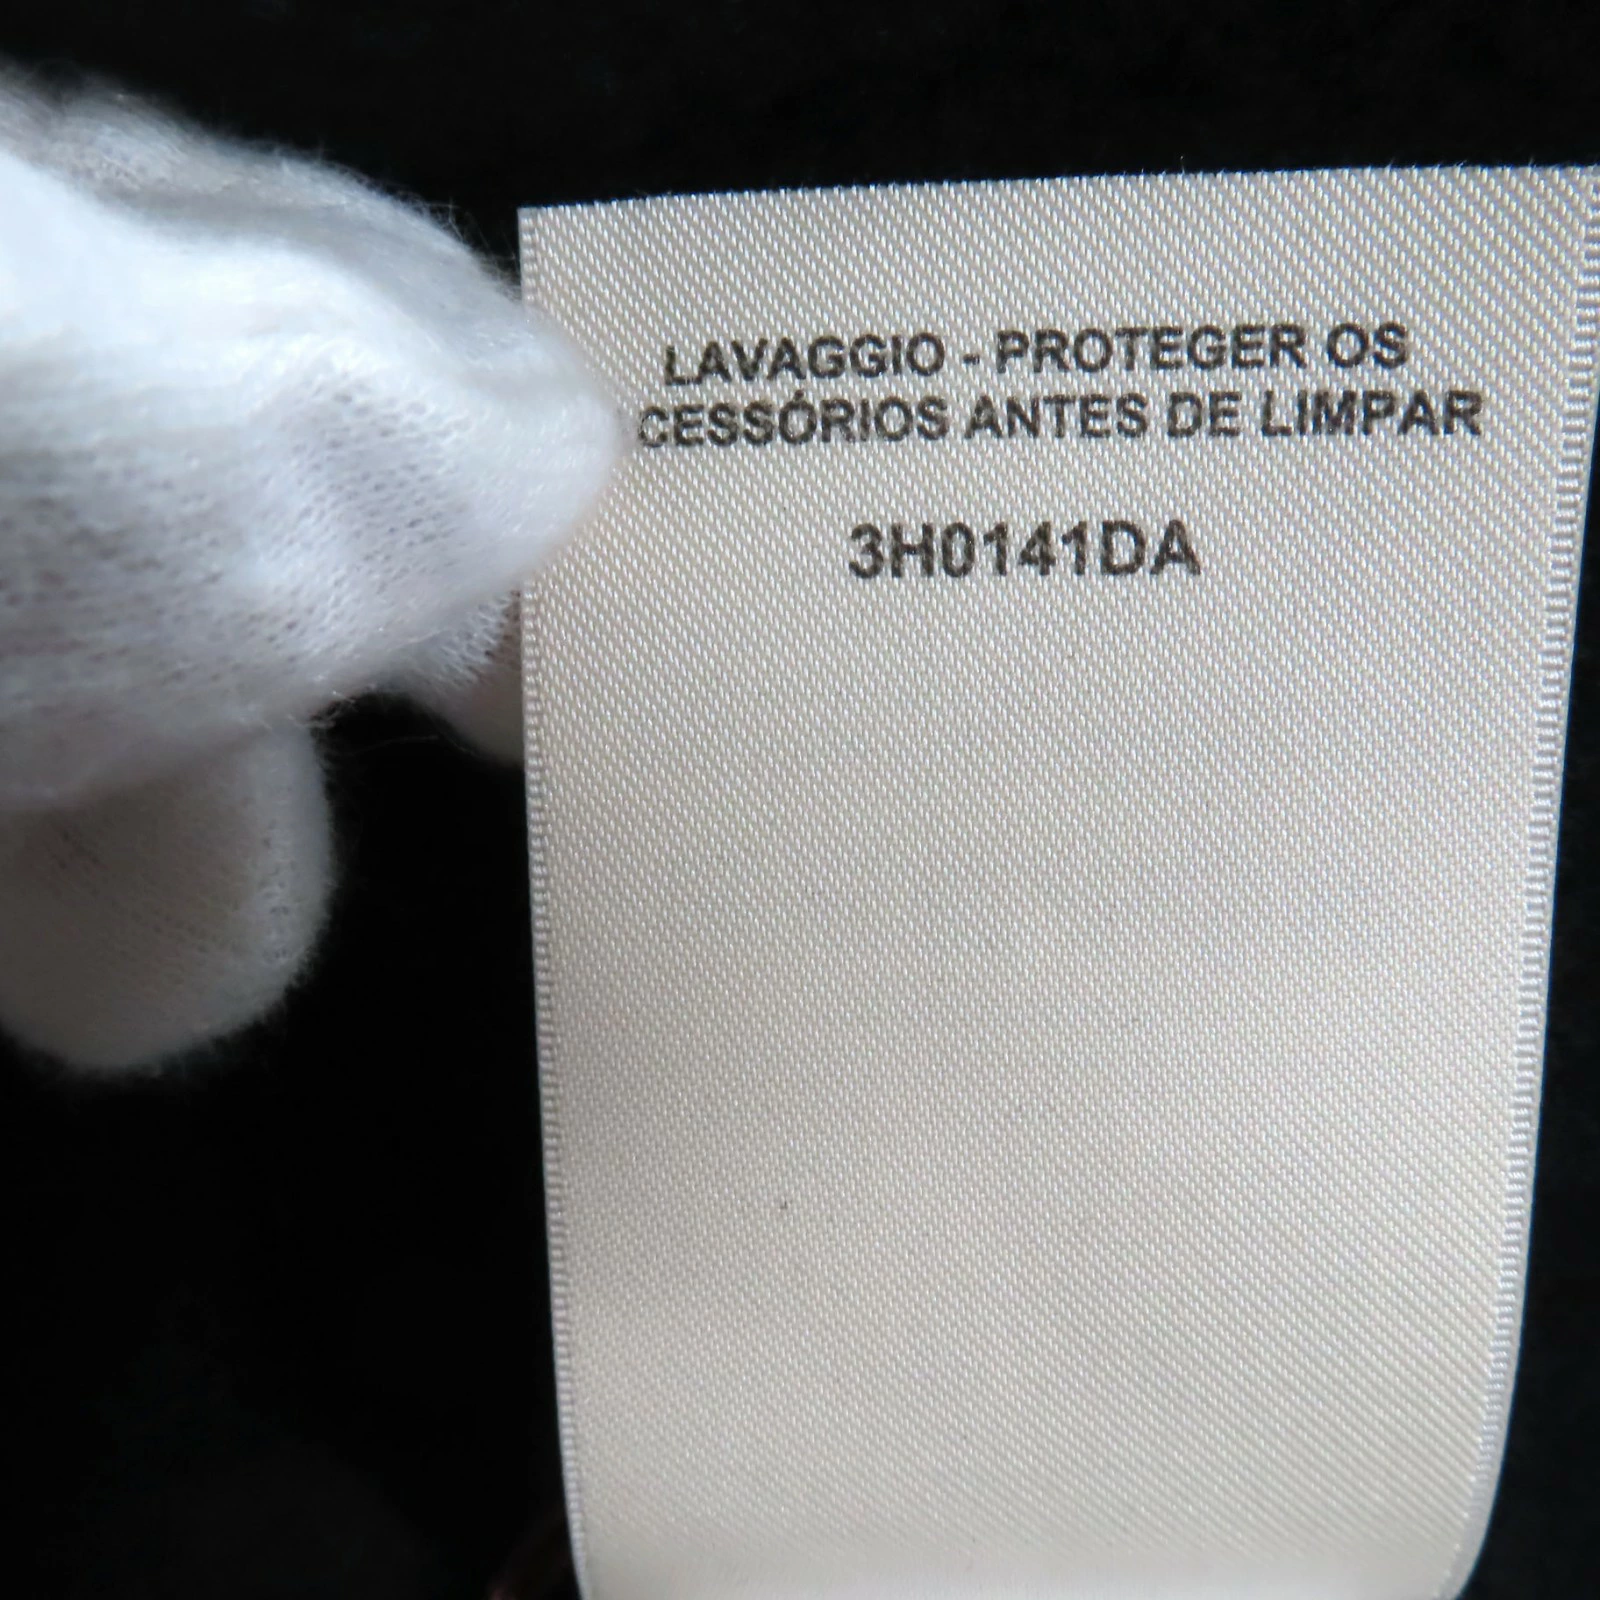 LAVAGGIO - PROTEGER OS
CESSÓRIOS ANTES DE LIMPAR
3H0141DA